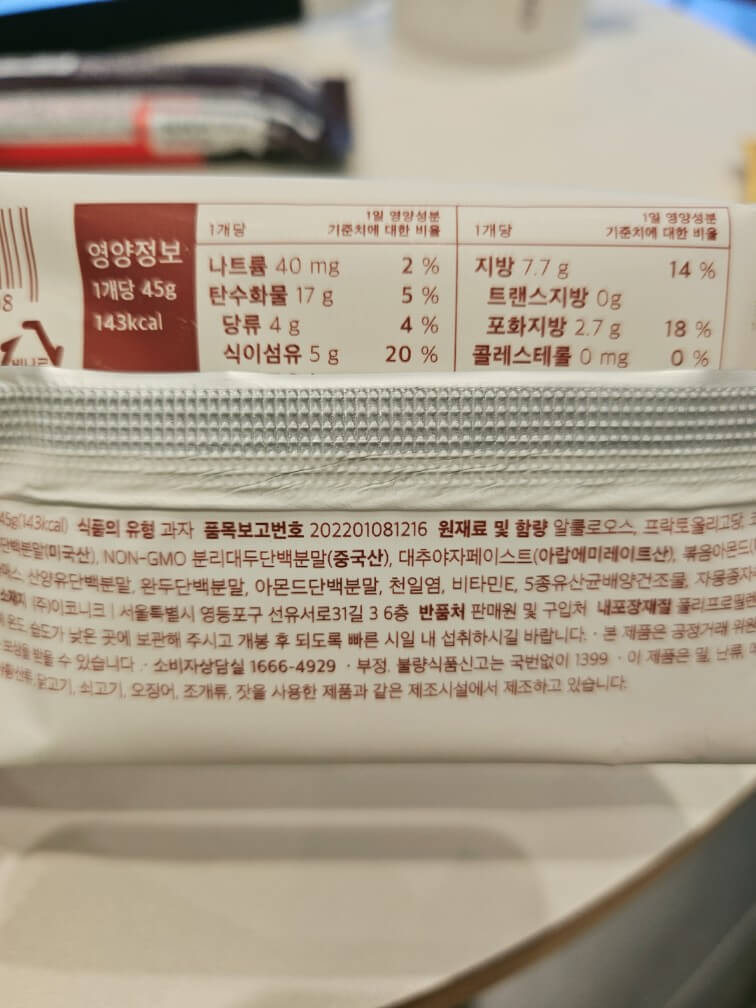 영양정보
1개당 45g
143kcal
1개당 1일 영양성분 기준치에 대한 비율
나트륨 40 mg 2 %
탄수화물 17 g 5 %
당류 4 g 4 %
식이섬유 5 g 20 %
1개당 1일 영양성분 기준치에 대한 비율
지방 7.7 g 14 %
트랜스지방 0g
포화지방 2.7 g 18 %
콜레스테롤 0 mg 0 %
45g(143kcal) 식품의 유형 과자 품목보고번호 202201081216 원재료 및 함량 알룰로오스, 프락토올리고당,
단백분말(미국산), NON-GMO 분리대두단백분말(중국산), 대추야자페이스트(아랍에미레이트산), 볶음아몬드
산양유단백분말, 완두단백분말, 아몬드단백분말, 천일염, 비타민E, 5종유산균배양건조물,
소재지 (주)이코니크 | 서울특별시 영등포구 선유서로31길 3 6층 반품처 판매원 및 구입처 내포장재질
온도 습도가 낮은 곳에 보관해 주시고 개봉 후 되도록 빠른 시일 내 섭취하시길 바랍니다. · 본 제품은 공정거래
보상을 받을 수 있습니다. · 소비자상담실 1666-4929 · 부정, 불량식품신고는 국번없이 1399 · 이 제품은 밀, 난류,
닭고기, 쇠고기, 오징어, 조개류, 잣을 사용한 제품과 같은 제조시설에서 제조하고 있습니다.